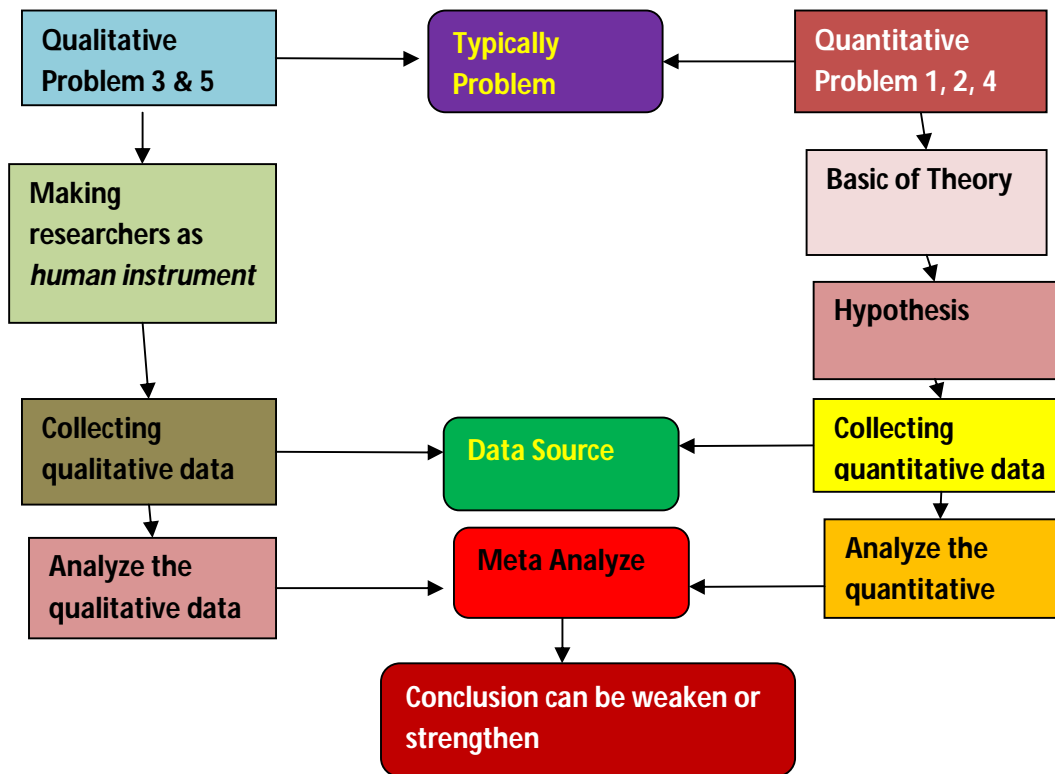 Qualitative
Problem 3 & 5
Typically
Problem
Quantitative
Problem 1, 2, 4
Making
researchers as
human instrument
Basic of Theory
Hypothesis
Collecting
qualitative data
Data Source
Collecting
quantitative data
Analyze the
qualitative data
Meta Analyze
Analyze the
quantitative
Conclusion can be weaken or
strengthen